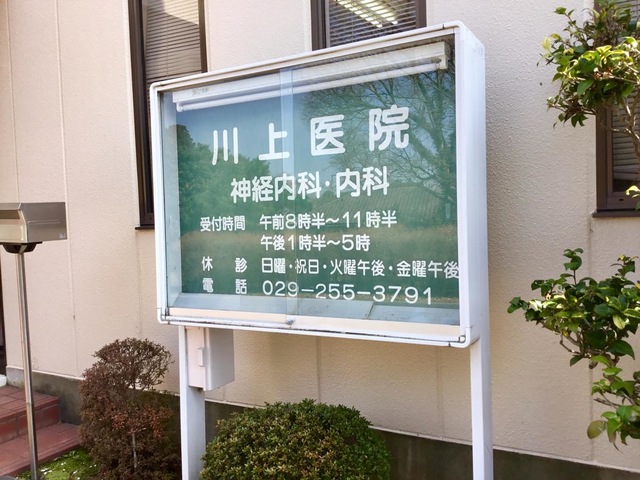 川上医院
神経内科・内科
受付時間 午前8時半～11時半
午後1時半～5時
休診 日曜・祝日・火曜午後・金曜午後
電話 029-255-3791